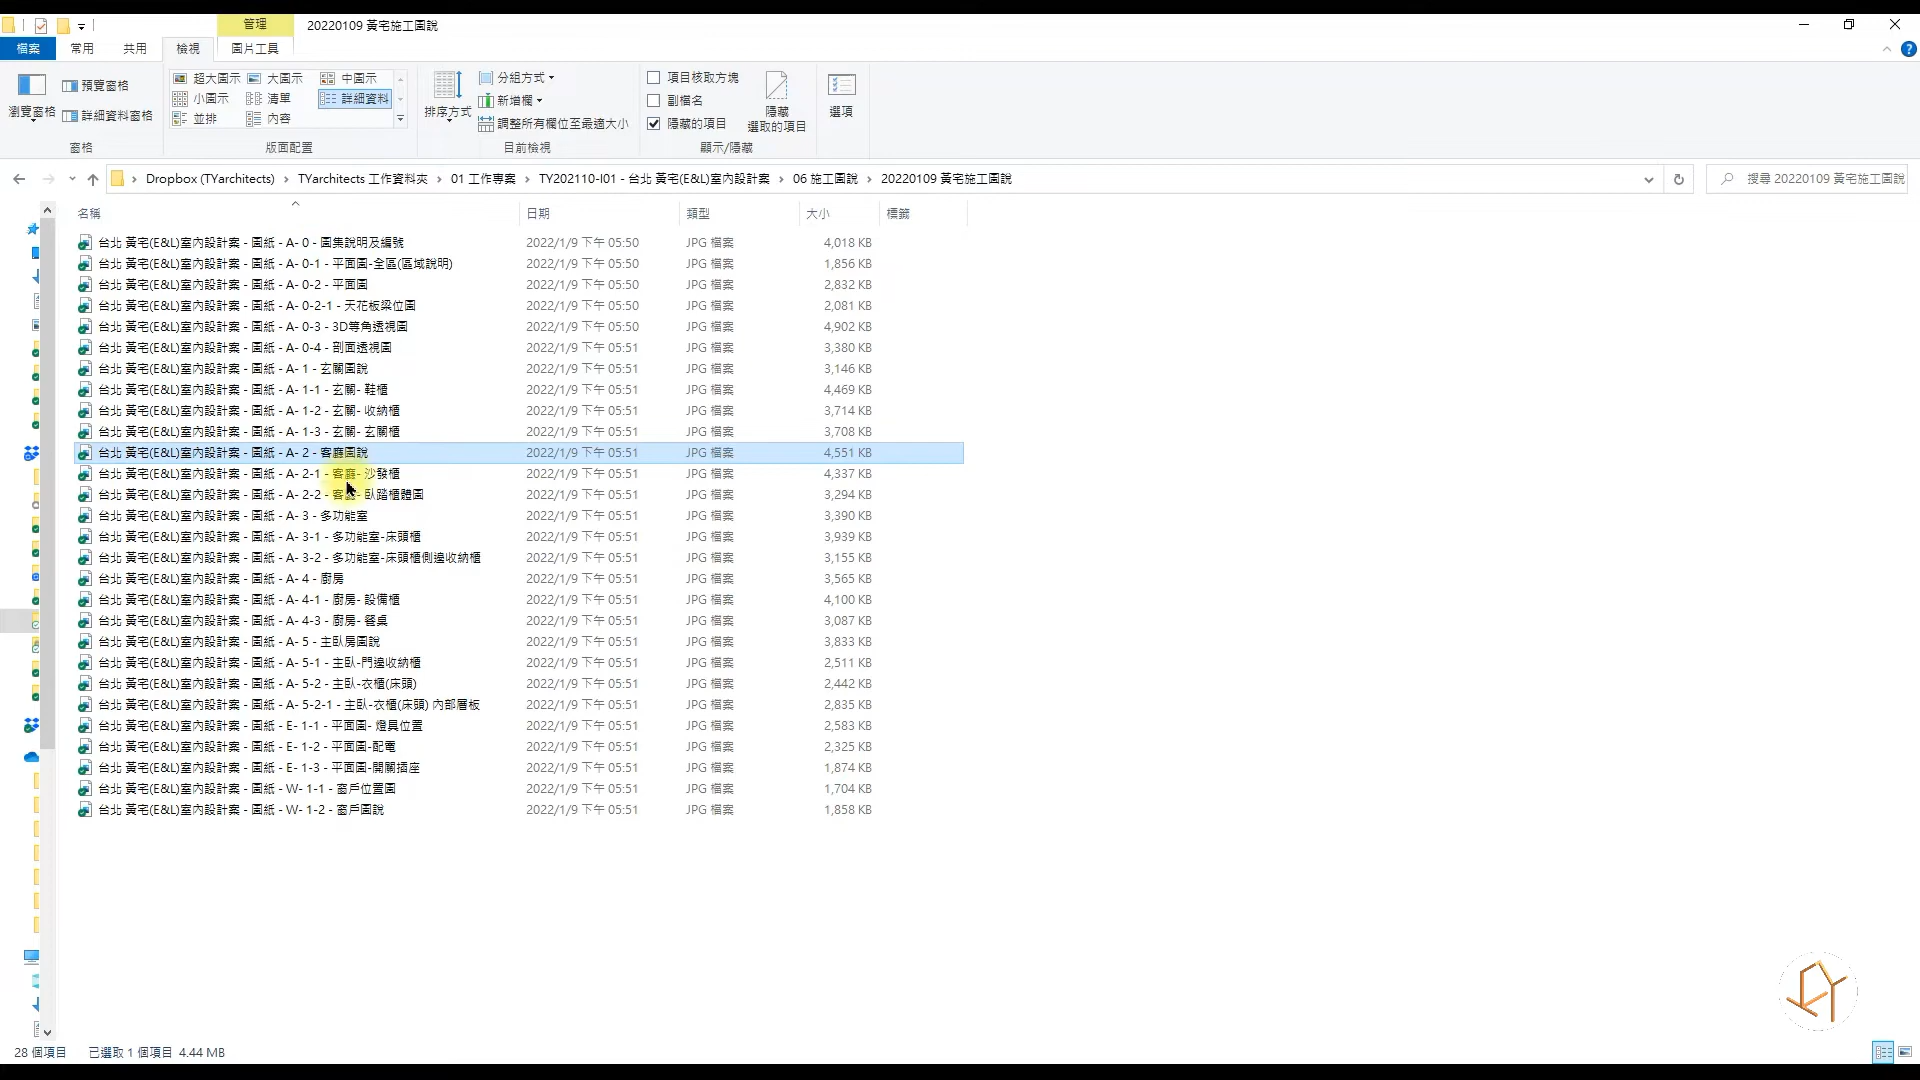 管理
20220109 黃宅施工圖說
檔案 常用 共用 檢視 圖片工具
瀏覽窗格
預覽窗格
詳細資料窗格
窗格
超大圖示 大圖示 中圖示
小圖示 清單 詳細資料
並排 內容
版面配置
排序方式
分組方式
新增欄
調整所有欄位至最適大小
目前檢視
項目核取方塊
副檔名
隱藏的項目
隱藏
選取的項目
顯示/隱藏
選項
Dropbox (TYarchitects) › TYarchitects 工作資料夾 › 01 工作專案 › TY202110-I01 - 台北 黃宅(E&L)室內設計案 › 06 施工圖說 › 20220109 黃宅施工圖說
搜尋 20220109 黃宅施工圖說
名稱 日期 類型 大小 標籤
台北 黃宅(E&L)室內設計案 - 圖紙 - A- 0 - 圖集說明及編號 2022/1/9 下午 05:50 JPG 檔案 4,018 KB
台北 黃宅(E&L)室內設計案 - 圖紙 - A- 0-1 - 平面圖-全區(區域說明) 2022/1/9 下午 05:50 JPG 檔案 1,856 KB
台北 黃宅(E&L)室內設計案 - 圖紙 - A- 0-2 - 平面圖 2022/1/9 下午 05:50 JPG 檔案 2,832 KB
台北 黃宅(E&L)室內設計案 - 圖紙 - A- 0-2-1 - 天花板梁位圖 2022/1/9 下午 05:50 JPG 檔案 2,081 KB
台北 黃宅(E&L)室內設計案 - 圖紙 - A- 0-3 - 3D等角透視圖 2022/1/9 下午 05:50 JPG 檔案 4,902 KB
台北 黃宅(E&L)室內設計案 - 圖紙 - A- 0-4 - 剖面透視圖 2022/1/9 下午 05:51 JPG 檔案 3,380 KB
台北 黃宅(E&L)室內設計案 - 圖紙 - A- 1 - 玄關圖說 2022/1/9 下午 05:51 JPG 檔案 3,146 KB
台北 黃宅(E&L)室內設計案 - 圖紙 - A- 1-1 - 玄關- 鞋櫃 2022/1/9 下午 05:51 JPG 檔案 4,469 KB
台北 黃宅(E&L)室內設計案 - 圖紙 - A- 1-2 - 玄關- 收納櫃 2022/1/9 下午 05:51 JPG 檔案 3,714 KB
台北 黃宅(E&L)室內設計案 - 圖紙 - A- 1-3 - 玄關- 玄關櫃 2022/1/9 下午 05:51 JPG 檔案 3,708 KB
台北 黃宅(E&L)室內設計案 - 圖紙 - A- 2 - 客廳圖說 2022/1/9 下午 05:51 JPG 檔案 4,551 KB
台北 黃宅(E&L)室內設計案 - 圖紙 - A- 2-1 - 客廳- 沙發櫃 2022/1/9 下午 05:51 JPG 檔案 4,337 KB
台北 黃宅(E&L)室內設計案 - 圖紙 - A- 2-2 - 客廳- 臥踏櫃體圖 2022/1/9 下午 05:51 JPG 檔案 3,294 KB
台北 黃宅(E&L)室內設計案 - 圖紙 - A- 3 - 多功能室 2022/1/9 下午 05:51 JPG 檔案 3,390 KB
台北 黃宅(E&L)室內設計案 - 圖紙 - A- 3-1 - 多功能室-床頭櫃 2022/1/9 下午 05:51 JPG 檔案 3,939 KB
台北 黃宅(E&L)室內設計案 - 圖紙 - A- 3-2 - 多功能室-床頭櫃側邊收納櫃 2022/1/9 下午 05:51 JPG 檔案 3,155 KB
台北 黃宅(E&L)室內設計案 - 圖紙 - A- 4 - 廚房 2022/1/9 下午 05:51 JPG 檔案 3,565 KB
台北 黃宅(E&L)室內設計案 - 圖紙 - A- 4-1 - 廚房- 設備櫃 2022/1/9 下午 05:51 JPG 檔案 4,100 KB
台北 黃宅(E&L)室內設計案 - 圖紙 - A- 4-3 - 廚房- 餐桌 2022/1/9 下午 05:51 JPG 檔案 3,087 KB
台北 黃宅(E&L)室內設計案 - 圖紙 - A- 5 - 主臥房圖說 2022/1/9 下午 05:51 JPG 檔案 3,833 KB
台北 黃宅(E&L)室內設計案 - 圖紙 - A- 5-1 - 主臥-門邊收納櫃 2022/1/9 下午 05:51 JPG 檔案 2,511 KB
台北 黃宅(E&L)室內設計案 - 圖紙 - A- 5-2 - 主臥-衣櫃(床頭) 2022/1/9 下午 05:51 JPG 檔案 2,442 KB
台北 黃宅(E&L)室內設計案 - 圖紙 - A- 5-2-1 - 主臥-衣櫃(床頭) 內部層板 2022/1/9 下午 05:51 JPG 檔案 2,835 KB
台北 黃宅(E&L)室內設計案 - 圖紙 - E- 1-1 - 平面圖- 燈具位置 2022/1/9 下午 05:51 JPG 檔案 2,583 KB
台北 黃宅(E&L)室內設計案 - 圖紙 - E- 1-2 - 平面圖-配電 2022/1/9 下午 05:51 JPG 檔案 2,325 KB
台北 黃宅(E&L)室內設計案 - 圖紙 - E- 1-3 - 平面圖-開關插座 2022/1/9 下午 05:51 JPG 檔案 1,874 KB
台北 黃宅(E&L)室內設計案 - 圖紙 - W- 1-1 - 窗戶位置圖 2022/1/9 下午 05:51 JPG 檔案 1,704 KB
台北 黃宅(E&L)室內設計案 - 圖紙 - W- 1-2 - 窗戶圖說 2022/1/9 下午 05:51 JPG 檔案 1,858 KB
28 個項目 已選取 1 個項目 4.44 MB